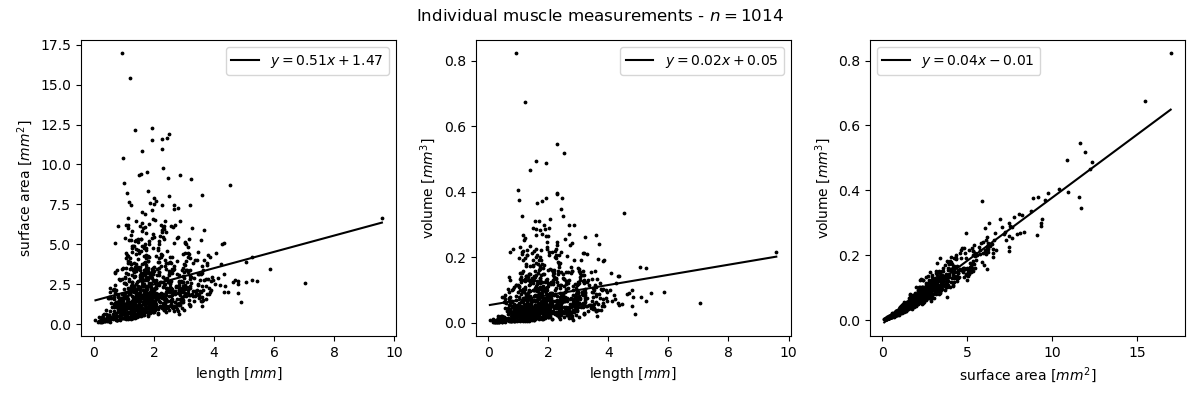 Individual muscle measurements - n = 1014
17.5
15.0
12.5
10.0
7.5
5.0
2.5
0.0
surface area [mm²]
y = 0.51x + 1.47
0 2 4 6 8 10
length [mm]
0.8
0.6
0.4
0.2
0.0
volume [mm³]
y = 0.02x + 0.05
0 2 4 6 8 10
length [mm]
0.8
0.6
0.4
0.2
0.0
volume [mm³]
y = 0.04x − 0.01
0 5 10 15
surface area [mm²]